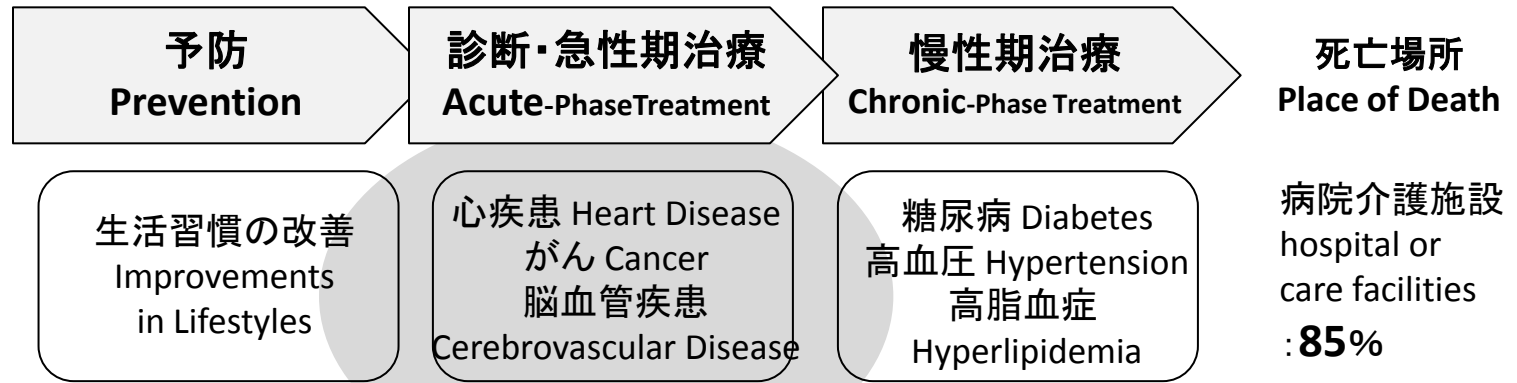 予防
Prevention
診断・急性期治療
Acute-PhaseTreatment
慢性期治療
Chronic-Phase Treatment
死亡場所
Place of Death
生活習慣の改善
Improvements
in Lifestyles
心疾患 Heart Disease
がん Cancer
脳血管疾患
Cerebrovascular Disease
糖尿病 Diabetes
高血圧 Hypertension
高脂血症
Hyperlipidemia
病院介護施設
hospital or
care facilities
:85%